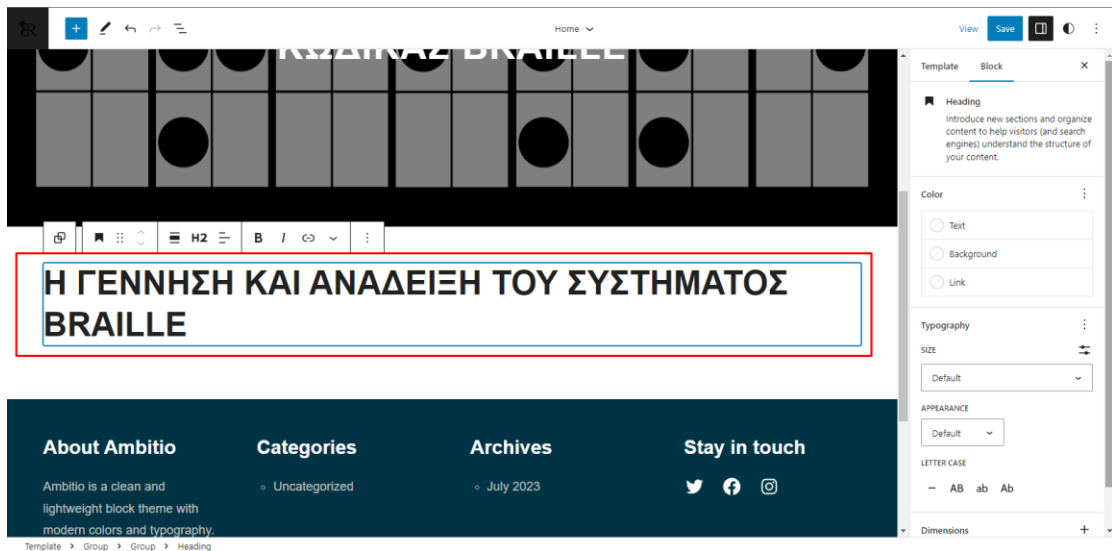 Home
View
Save
ΚΩΔΙΚΑΣ BRAILLE
H2
B
I
Η ΓΕΝΝΗΣΗ ΚΑΙ ΑΝΑΔΕΙΞΗ ΤΟΥ ΣΥΣΤΗΜΑΤΟΣ
BRAILLE
About Ambitio
Ambitio is a clean and
lightweight block theme with
modern colors and typography.
Categories
Uncategorized
Archives
July 2023
Stay in touch
Template Block
Heading
Introduce new sections and organize
content to help visitors (and search
engines) understand the structure of
your content.
Color
Text
Background
Link
Typography
SIZE
Default
APPEARANCE
Default
LETTER CASE
– AB ab Ab
Dimensions
Template > Group > Group > Heading